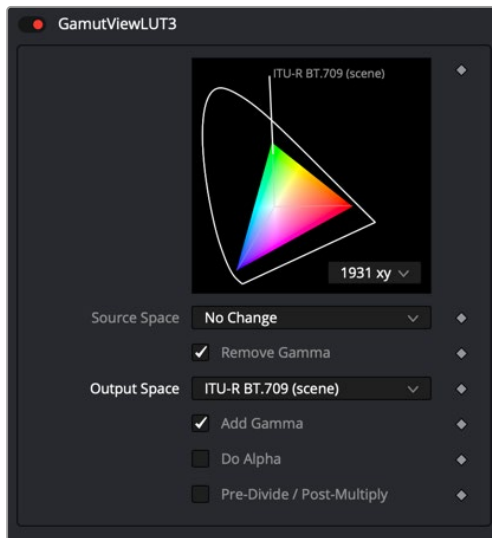 GamutViewLUT3
ITU-R BT.709 (scene)
1931 xy
Source Space No Change
Remove Gamma
Output Space ITU-R BT.709 (scene)
Add Gamma
Do Alpha
Pre-Divide / Post-Multiply